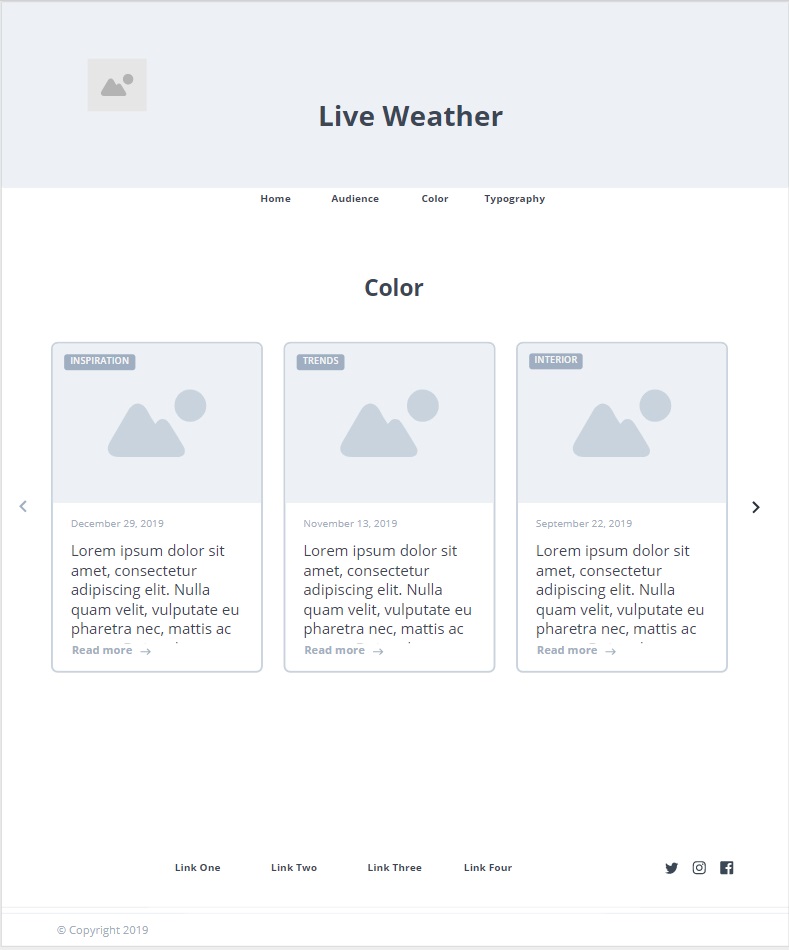 Live Weather
Home Audience Color Typography
Color
INSPIRATION
December 29, 2019
Lorem ipsum dolor sit
amet, consectetur
adipiscing elit. Nulla
quam velit, vulputate eu
pharetra nec, mattis ac
Read more →
TRENDS
November 13, 2019
Lorem ipsum dolor sit
amet, consectetur
adipiscing elit. Nulla
quam velit, vulputate eu
pharetra nec, mattis ac
Read more →
INTERIOR
September 22, 2019
Lorem ipsum dolor sit
amet, consectetur
adipiscing elit. Nulla
quam velit, vulputate eu
pharetra nec, mattis ac
Read more →
Link One Link Two Link Three Link Four
© Copyright 2019